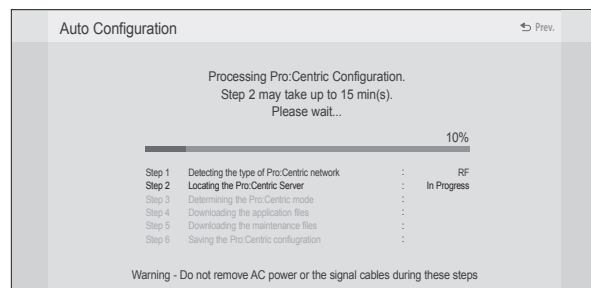 Auto Configuration
Prev.
Processing Pro:Centric Configuration.
Step 2 may take up to 15 min(s).
Please wait...
10%
Step 1 Detecting the type of Pro:Centric network : RF
Step 2 Locating the Pro:Centric Server : In Progress
Step 3 Determining the Pro:Centric mode :
Step 4 Downloading the application files :
Step 5 Downloading the maintenance files :
Step 6 Saving the Pro:Centric confiugration :
Warning - Do not remove AC power or the signal cables during these steps